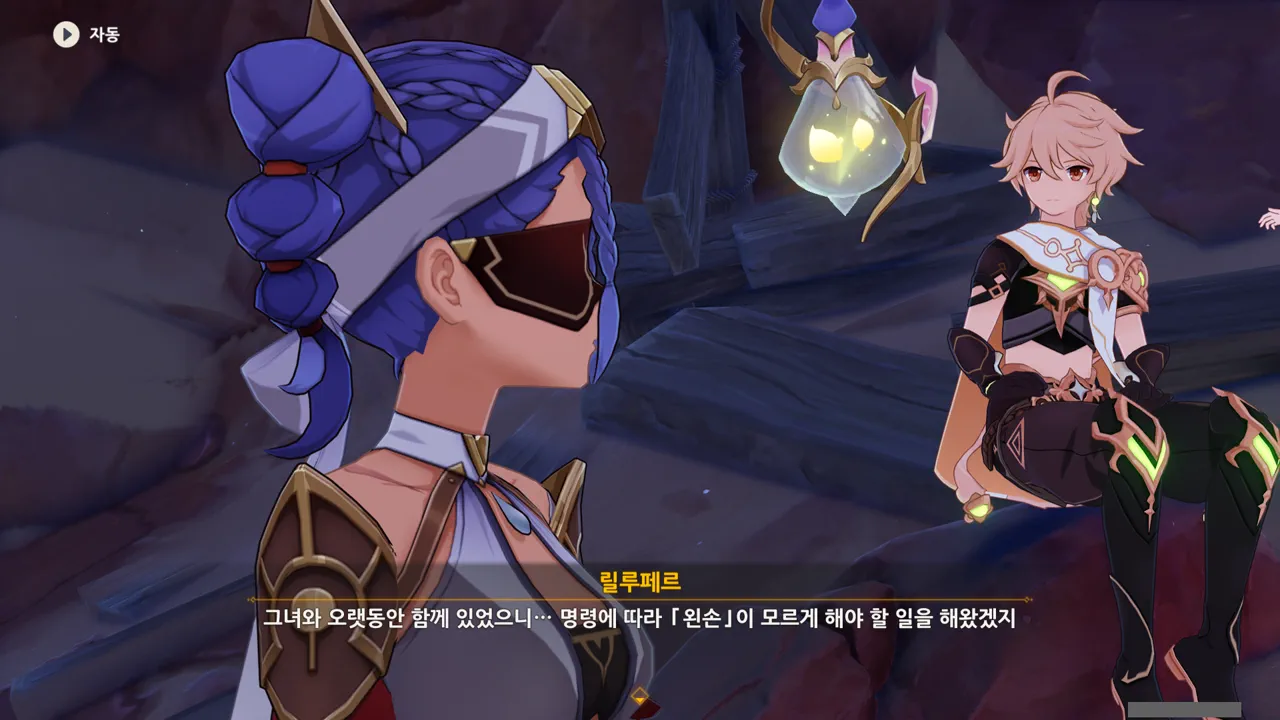 자동
릴루페르
그녀와 오랫동안 함께 있었으니… 명령에 따라 「왼손」이 모르게 해야 할 일을 해왔겠지